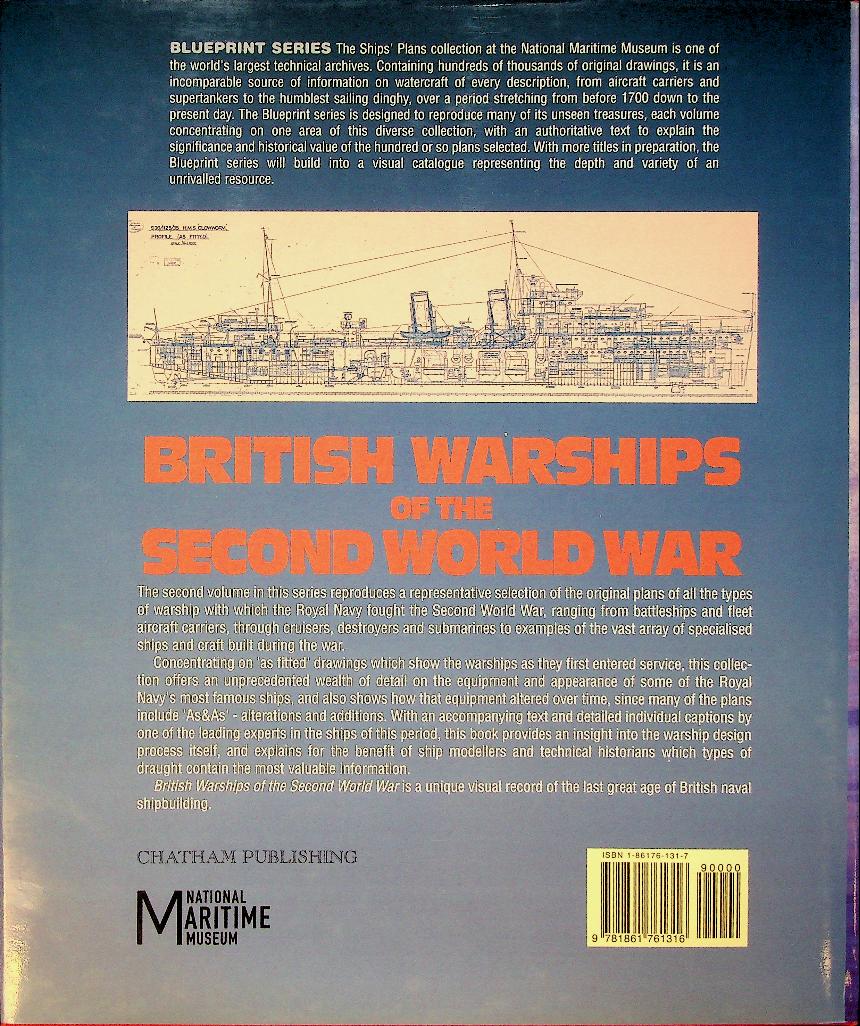 BLUEPRINT SERIES The Ships' Plans collection at the National Maritime Museum is one of
the world's largest technical archives. Containing hundreds of thousands of original drawings, it is an
incomparable source of information on watercraft of every description, from aircraft carriers and
supertankers to the humblest sailing dinghy, over a period stretching from before 1700 down to the
present day. The Blueprint series is designed to reproduce many of its unseen treasures, each volume
concentrating on one area of this diverse collection, with an authoritative text to explain the
significance and historical value of the hundred or so plans selected. With more titles in preparation, the
Blueprint series will build into a visual catalogue representing the depth and variety of an
unrivalled resource.
H.M.S. GLOWWORM
PROFILE (AS FITTED)
BRITISH WARSHIPS
OF THE
SECOND WORLD WAR
The second volume in this series reproduces a representative selection of the original plans of all the types
of warship with which the Royal Navy fought the Second World War, ranging from battleships and fleet
aircraft carriers, through cruisers, destroyers and submarines to examples of the vast array of specialised
ships and craft built during the war.
Concentrating on 'as fitted' drawings which show the warships as they first entered service, this collec-
tion offers an unprecedented wealth of detail on the equipment and appearance of some of the Royal
Navy's most famous ships, and also shows how that equipment altered over time, since many of the plans
include 'As&As' - alterations and additions. With an accompanying text and detailed individual captions by
one of the leading experts in the ships of this period, this book provides an insight into the warship design
process itself, and explains for the benefit of ship modellers and technical historians which types of
draught contain the most valuable information.
British Warships of the Second World War is a unique visual record of the last great age of British naval
shipbuilding.
CHATHAM PUBLISHING
NATIONAL
MARITIME
MUSEUM
ISBN 1-86176-131-7
90000
9 781861 761316